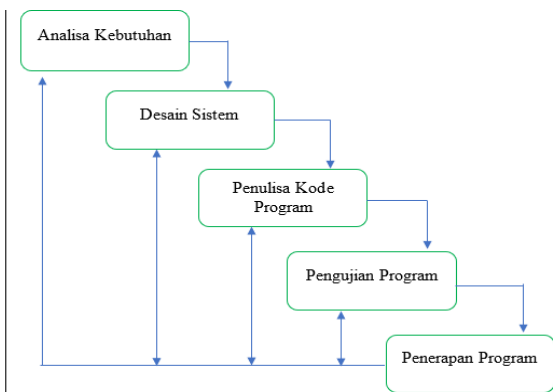 Analisa Kebutuhan
Desain Sistem
Penulisa Kode
Program
Pengujian Program
Penerapan Program